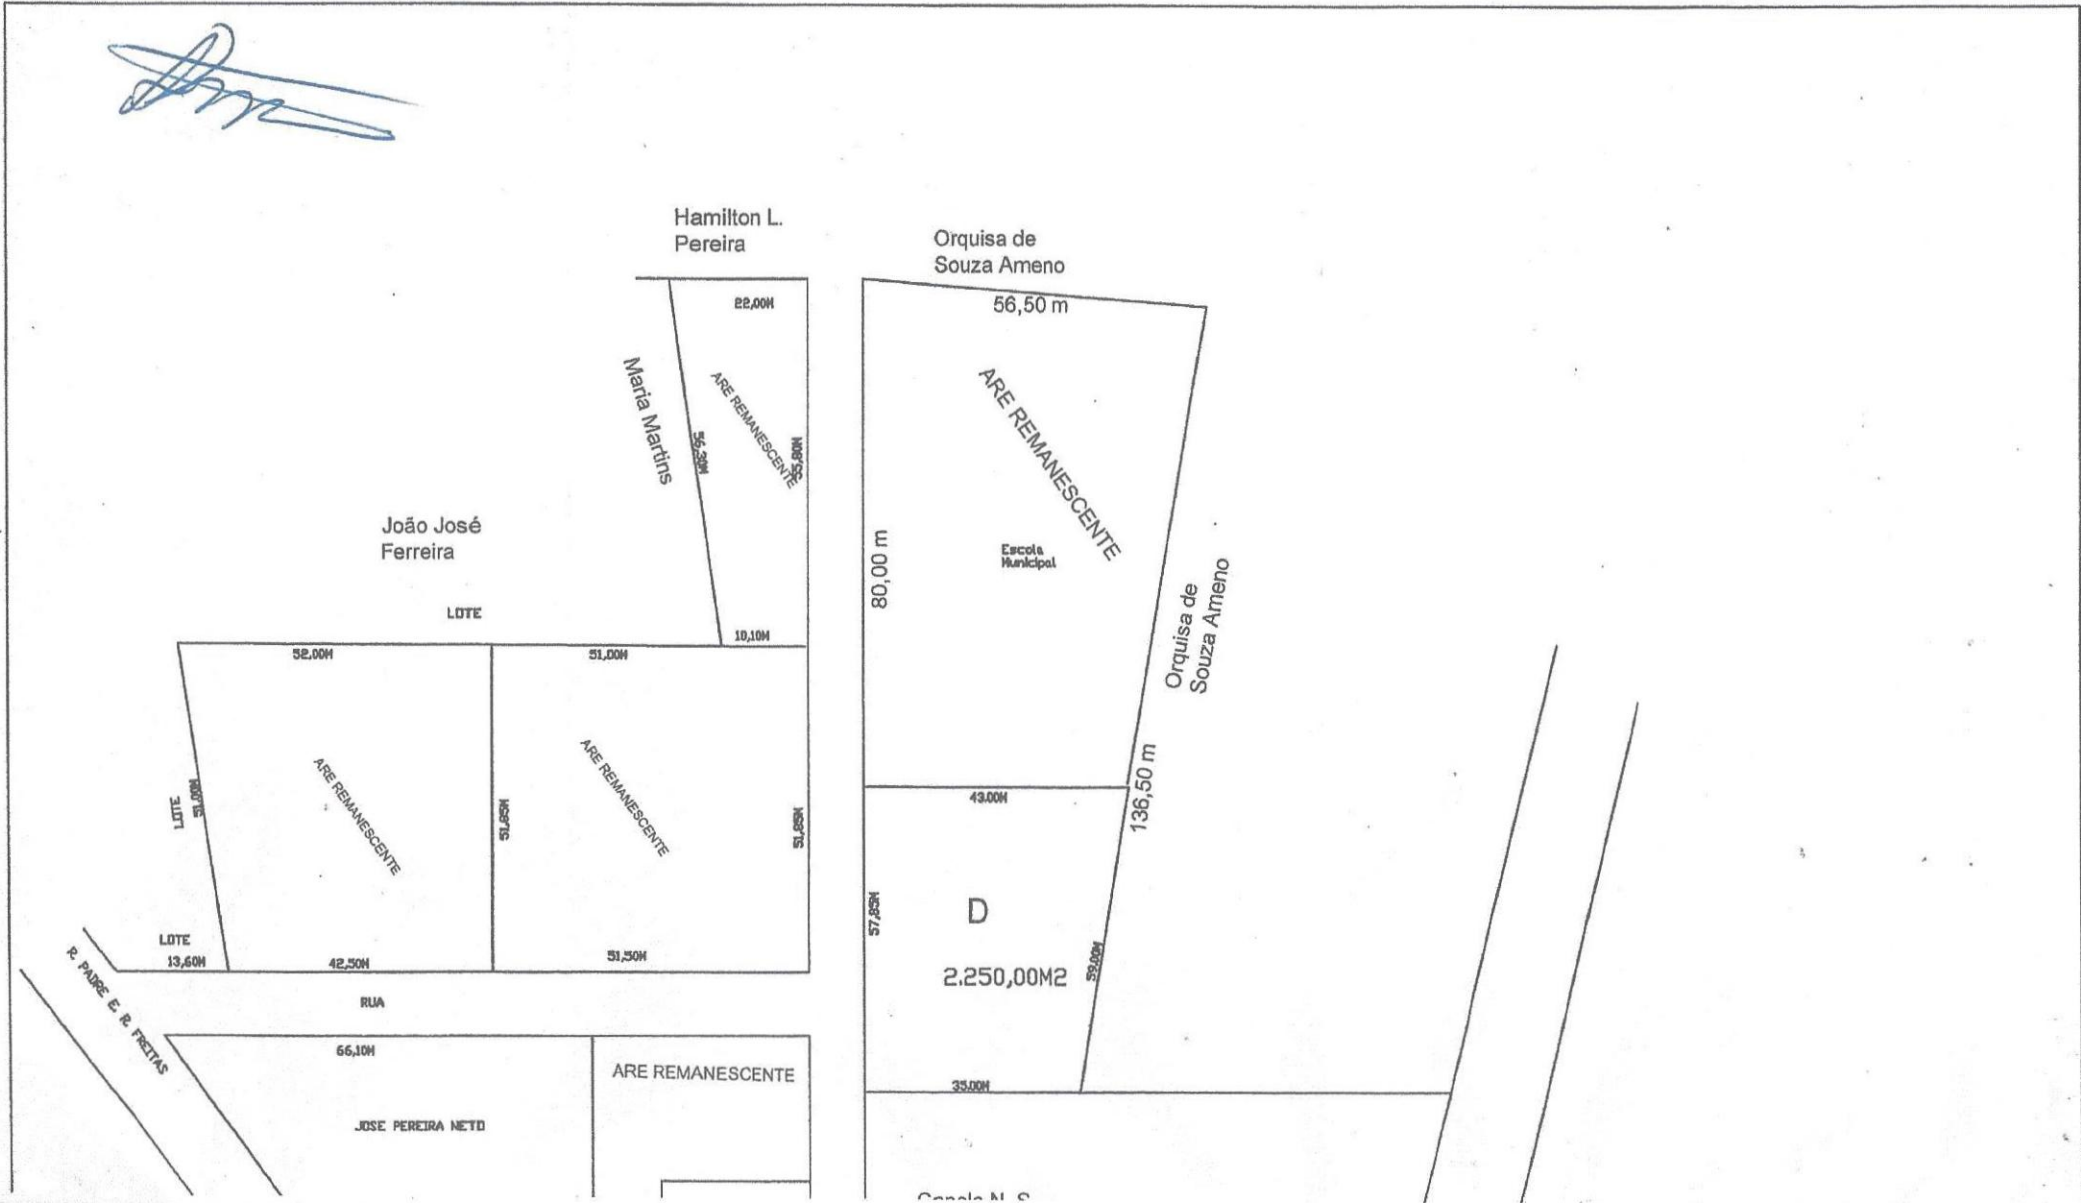 Hamilton L.
Pereira
Orquisa de
Souza Ameno
22,00M
56,50 m
Maria Martins
ARE REMANESCENTE
56,30M
55,80M
ARE REMANESCENTE
Escola
Municipal
80,00 m
João José
Ferreira
LOTE
10,10M
52,00M
51,00M
Orquisa de
Souza Ameno
LOTE
51,00M
ARE REMANESCENTE
51,85M
ARE REMANESCENTE
51,85M
43.00M
136,50 m
57,85M
D
2.250,00M2
59.00M
LOTE
13,60M
42,50M
51,50M
R. PADRE E. R. FREITAS
RUA
66,10M
ARE REMANESCENTE
35.00M
JOSE PEREIRA NETO